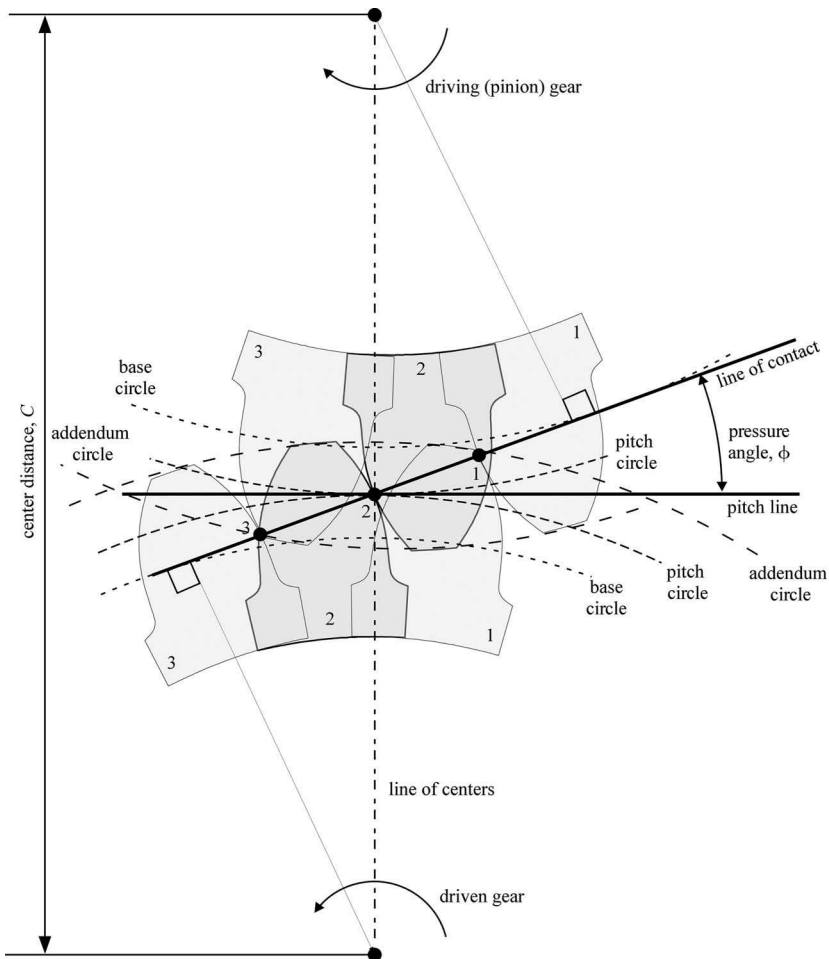 driving (pinion) gear
center distance, C
3
2
1
base
circle
line of contact
addendum
circle
pressure
angle, ϕ
pitch
circle
1
2
pitch line
3
base
circle
pitch
circle
addendum
circle
2
1
3
line of centers
driven gear